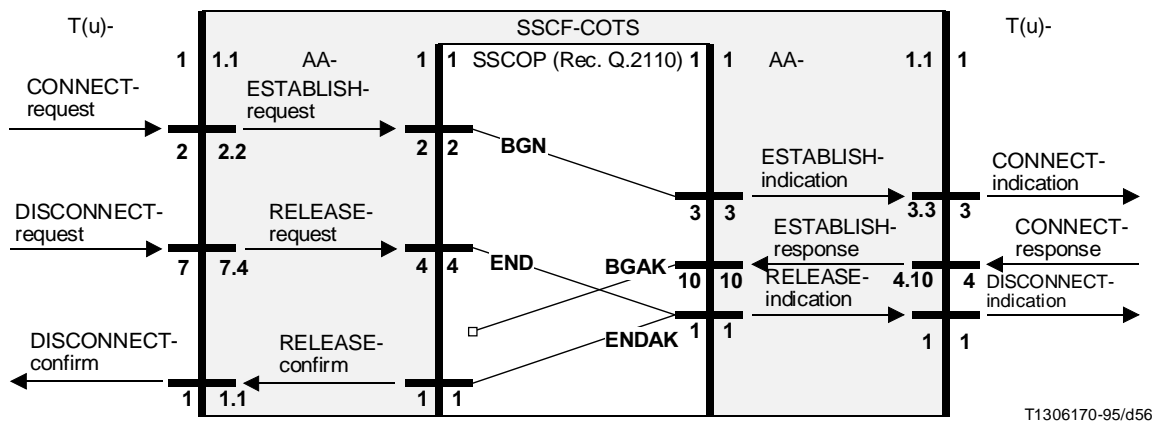 T(u)- SSCF-COTS T(u)-
1 1.1 AA- 1 1 SSCOP (Rec. Q.2110) 1 1 AA- 1.1 1
CONNECT-
request
ESTABLISH-
request
2 2.2 2 2
BGN
ESTABLISH-
indication
CONNECT-
indication
3 3 3.3 3
DISCONNECT-
request
RELEASE-
request
7 7.4 4 4
END
BGAK
ESTABLISH-
response
CONNECT-
response
10 10 4.10 4
RELEASE-
indication
DISCONNECT-
indication
1 1 1 1
ENDAK
DISCONNECT-
confirm
RELEASE-
confirm
1 1.1 1 1
T1306170-95/d56